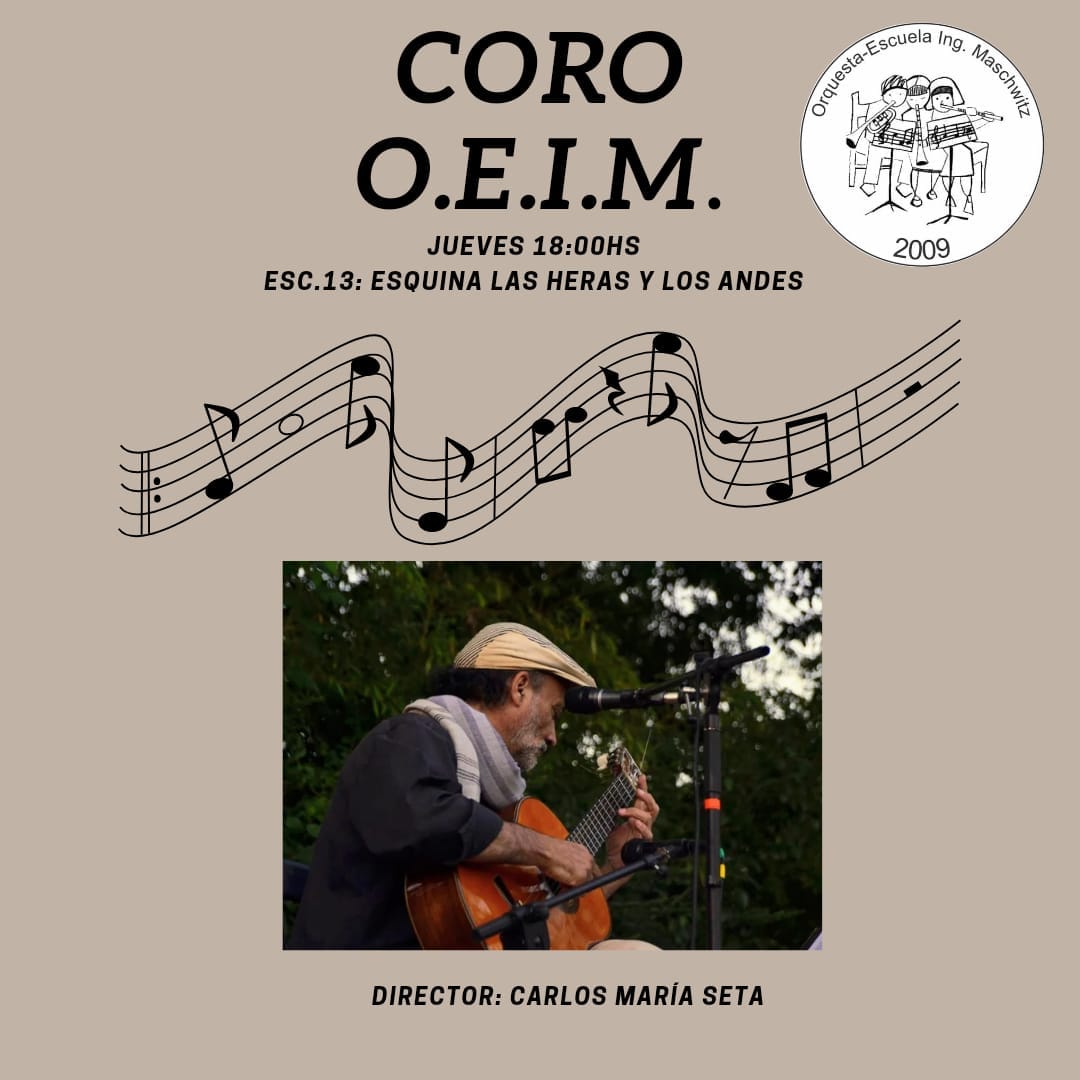 CORO
O.E.I.M.
Orquesta-Escuela Ing. Maschwitz
2009
JUEVES 18:00HS
ESC.13: ESQUINA LAS HERAS Y LOS ANDES
DIRECTOR: CARLOS MARÍA SETA